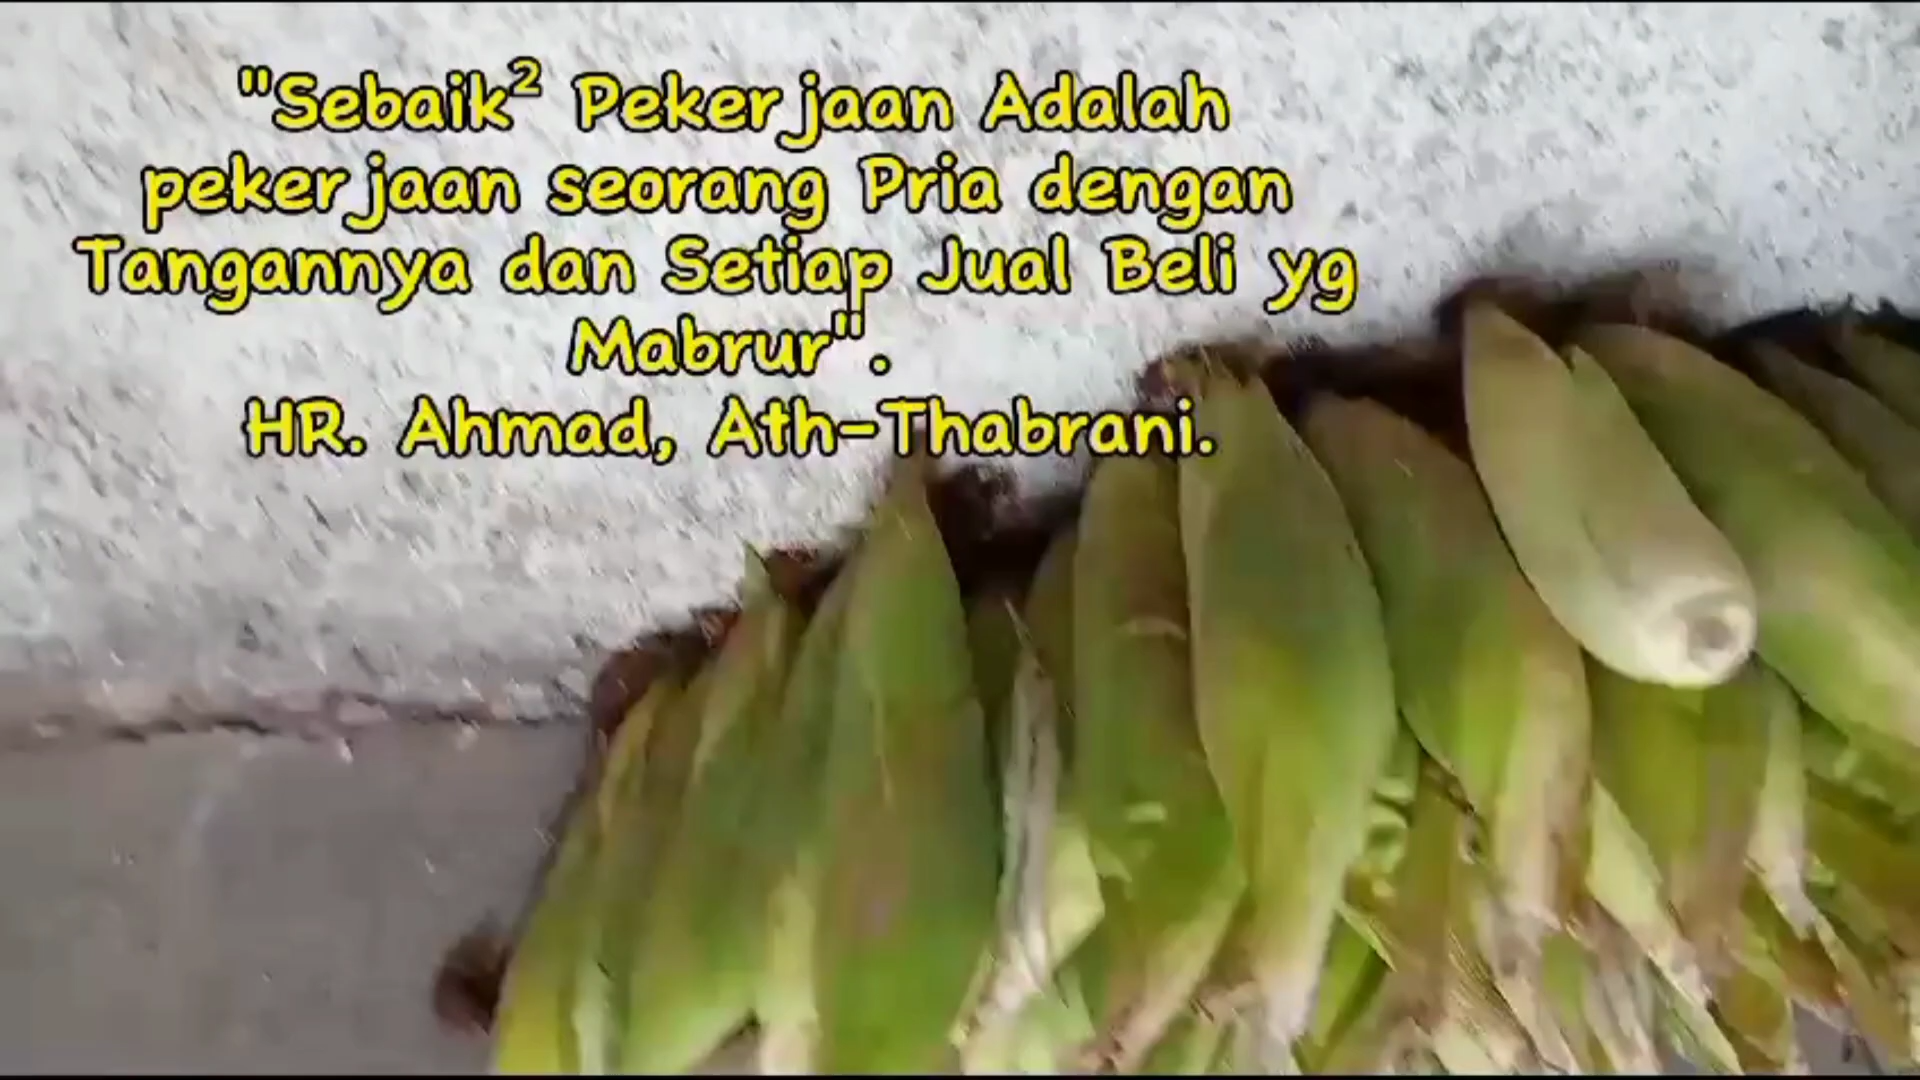 "Sebaik² Pekerjaan Adalah
pekerjaan seorang Pria dengan
Tangannya dan Setiap Jual Beli yg
Mabrur".
HR. Ahmad, Ath-Thabrani.